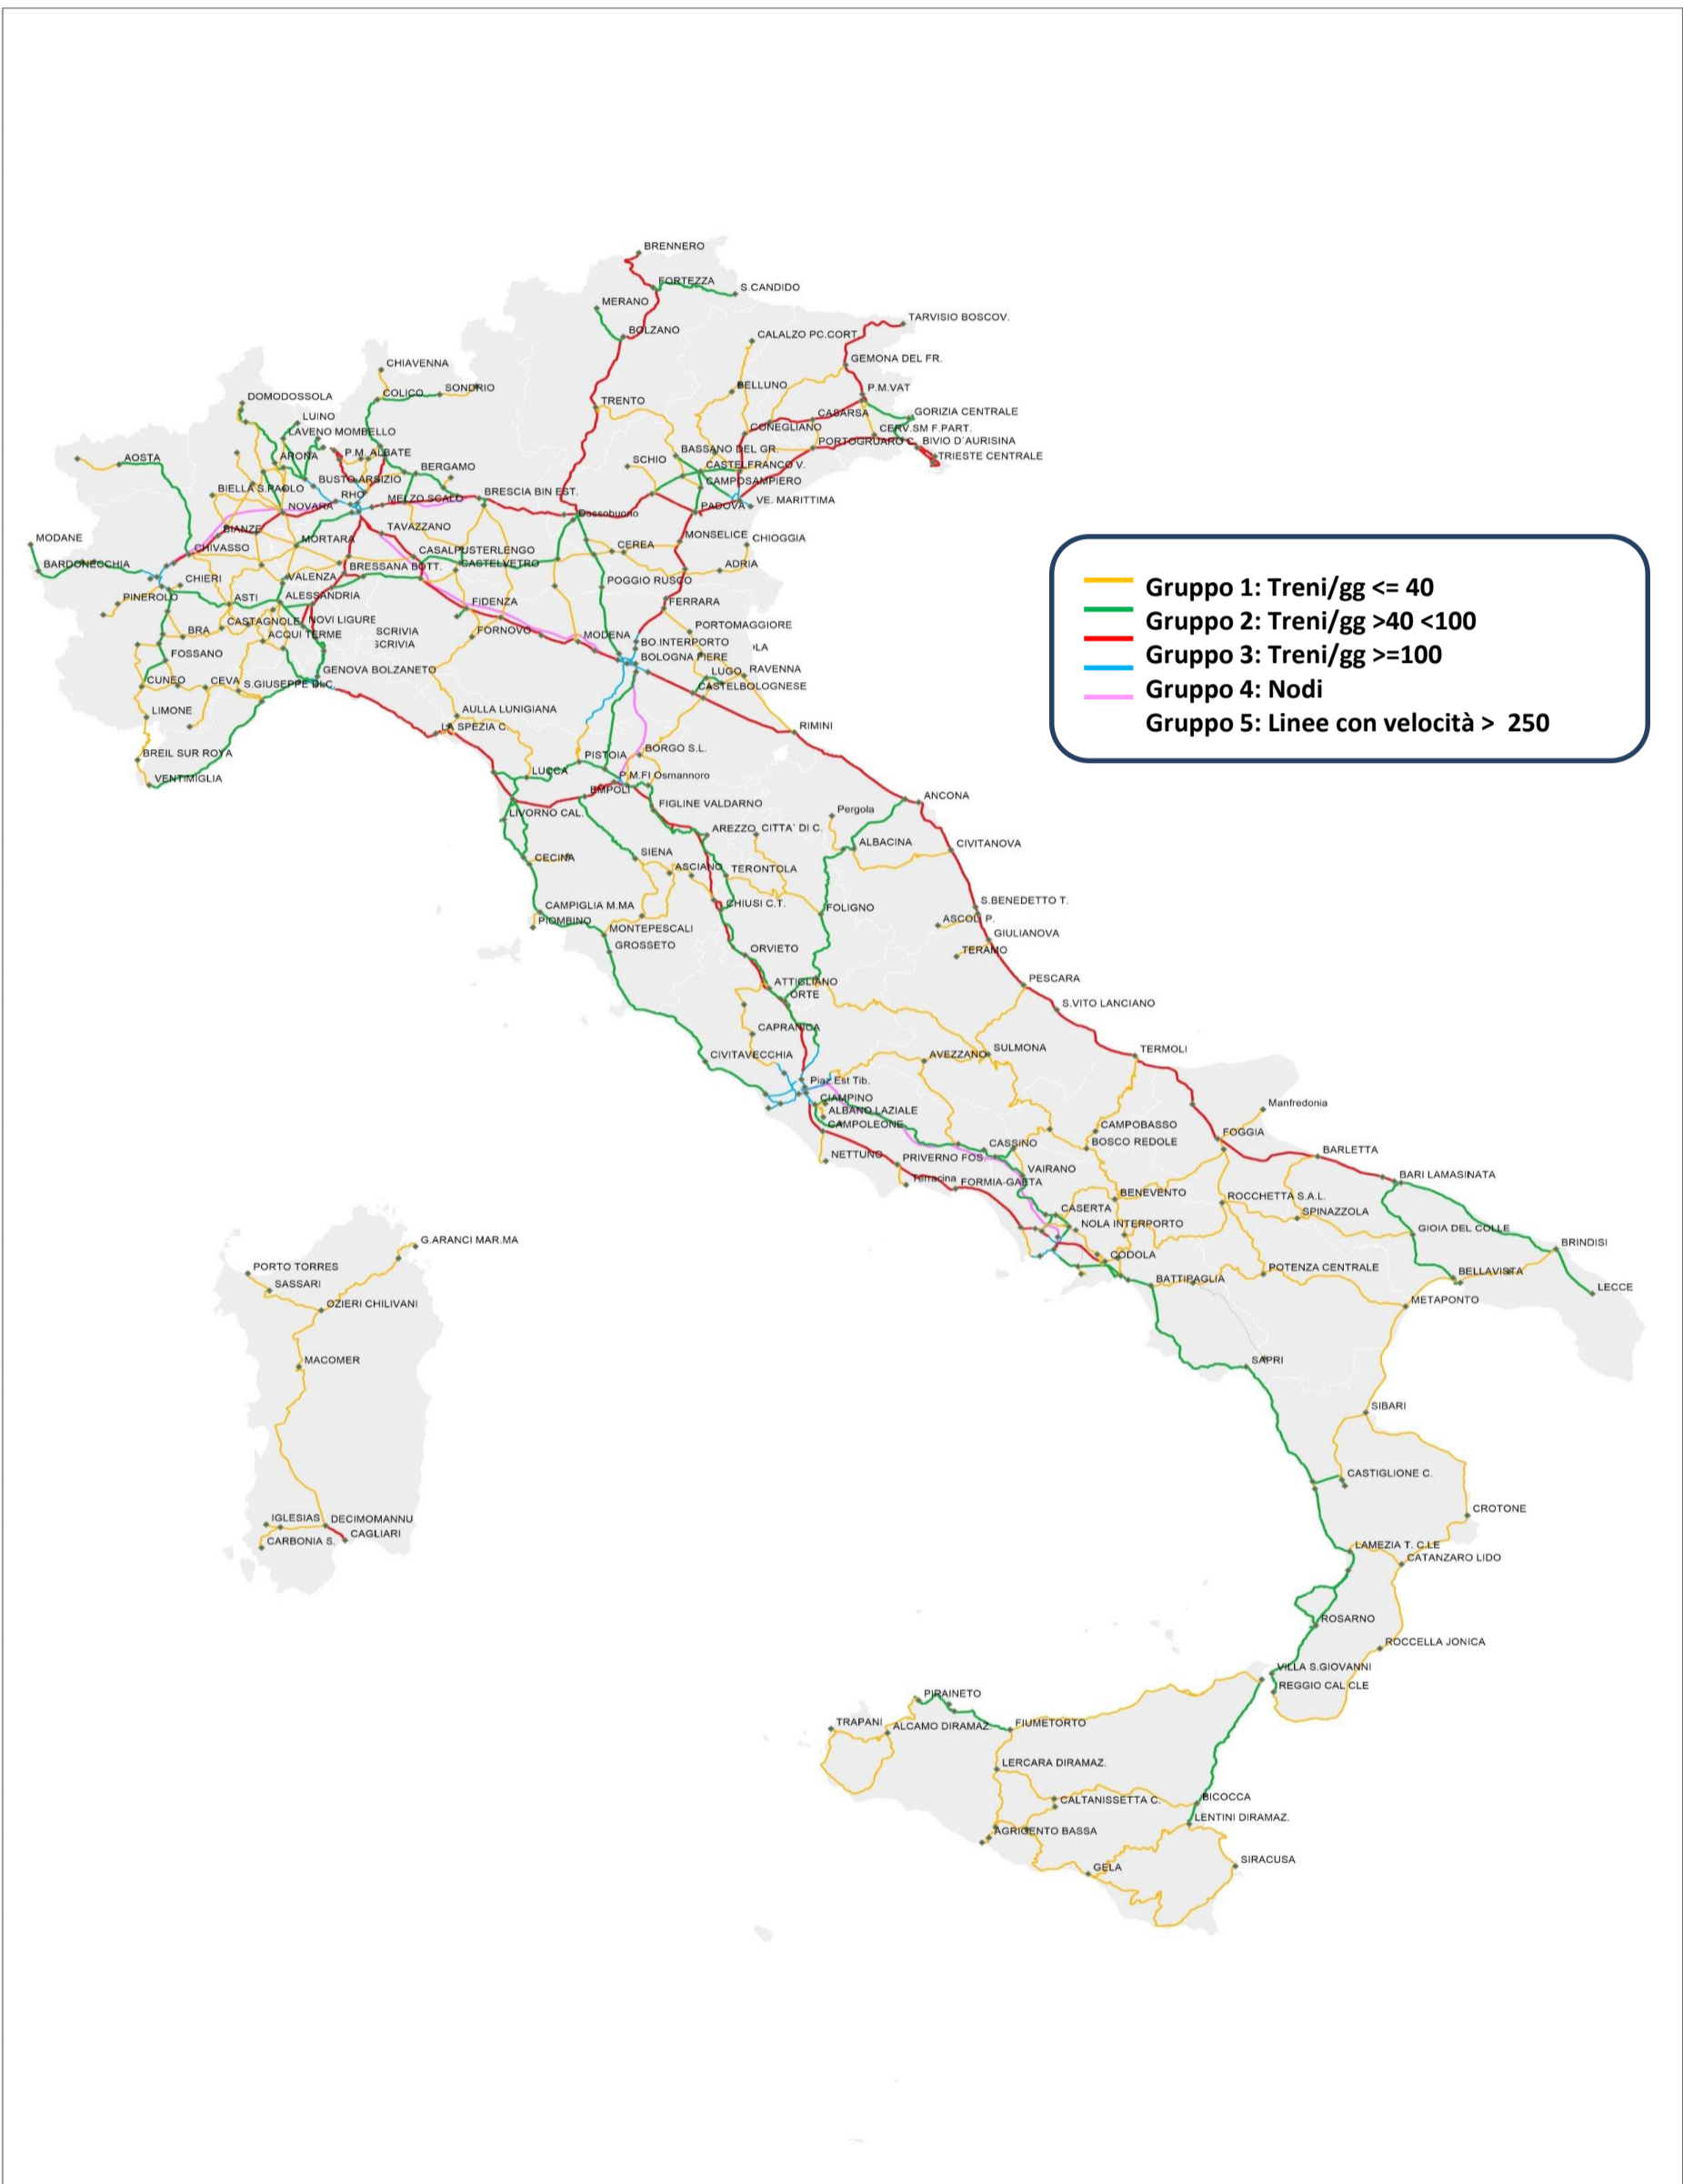 BRENNERO
FORTEZZA
S.CANDIDO
MERANO
BOLZANO
TARVISIO BOSCOV.
CALALZO PC.CORT
GEMONA DEL FR.
CHIAVENNA
COLICO
SONDRIO
BELLUNO
P.M.VAT
DOMODOSSOLA
TRENTO
LUINO
CASARSA
GORIZIA CENTRALE
CONEGLIANO
CERV.SM F.PART.
LAVENO MOMBELLO
PORTOGRUARO C.
BIVIO D'AURISINA
P.M. ALBATE
BASSANO DEL GR.
TRIESTE CENTRALE
AOSTA
ARONA
SCHIO
CASTELFRANCO V.
BERGAMO
BUSTO ARSIZIO
CAMPOSAMPIERO
BIELLA S.PAOLO
RHO
MELZO SCALO
BRESCIA BIN EST.
VE. MARITTIMA
NOVARA
Dossobuono
PADOVA
BIANZE
TAVAZZANO
MODANE
MORTARA
MONSELICE
CHIOGGIA
CHIVASSO
CASALPUSTERLENGO
CEREA
BARDONECCHIA
BRESSANA BOTT.
CASTELVETRO
ADRIA
CHIERI
VALENZA
POGGIO RUSCO
PINEROLO
ASTI
ALESSANDRIA
FIDENZA
FERRARA
CASTAGNOLE
NOVI LIGURE
BRA
ACQUI TERME
SCRIVIA
SCRIVIA
FORNOVO
MODENA
PORTOMAGGIORE
BO.INTERPORTO
LA
FOSSANO
BOLOGNA FIERE
GENOVA BOLZANETO
LUGO
RAVENNA
CUNEO
CEVA
S.GIUSEPPE DI C
CASTELBOLOGNESE
LIMONE
AULLA LUNIGIANA
LA SPEZIA C.
RIMINI
BREIL SUR ROYA
PISTOIA
BORGO S.L.
VENTIMIGLIA
LUCCA
P.M.FI Osmannoro
EMPOLI
ANCONA
LIVORNO CAL.
FIGLINE VALDARNO
Pergola
AREZZO
CITTA' DI C.
ALBACINA
CIVITANOVA
CECINA
SIENA
ASCIANO
TERONTOLA
CAMPIGLIA M.MA
CHIUSI C.T.
FOLIGNO
S.BENEDETTO T.
PIOMBINO
ASCOLI P.
MONTEPESCALI
GIULIANOVA
GROSSETO
ORVIETO
TERAMO
ATTIGLIANO
PESCARA
ORTE
S.VITO LANCIANO
CAPRANICA
CIVITAVECCHIA
AVEZZANO
SULMONA
TERMOLI
Piaz.Est Tib.
CIAMPINO
ALBANO LAZIALE
Manfredonia
CAMPOLEONE
CAMPOBASSO
FOGGIA
CASSINO
BOSCO REDOLE
NETTUNO
PRIVERNO FOS.
BARLETTA
VAIRANO
Terracina
FORMIA-GAETA
BARI LAMASINATA
BENEVENTO
ROCCHETTA S.A.L.
CASERTA
SPINAZZOLA
NOLA INTERPORTO
GIOIA DEL COLLE
CODOLA
BRINDISI
BATTIPAGLIA
POTENZA CENTRALE
BELLAVISTA
LECCE
METAPONTO
G.ARANCI MAR.MA
PORTO TORRES
SASSARI
OZIERI CHILIVANI
MACOMER
SAPRI
SIBARI
CASTIGLIONE C.
CROTONE
IGLESIAS
DECIMOMANNU
CAGLIARI
CARBONIA S.
LAMEZIA T. C.LE
CATANZARO LIDO
ROSARNO
ROCCELLA JONICA
VILLA S.GIOVANNI
REGGIO CAL CLE
PIRAINETO
TRAPANI
ALCAMO DIRAMAZ.
FIUMETORTO
LERCARA DIRAMAZ.
CALTANISSETTA C.
BICOCCA
LENTINI DIRAMAZ.
AGRIGENTO BASSA
GELA
SIRACUSA
Gruppo 1: Treni/gg <= 40
Gruppo 2: Treni/gg >40 <100
Gruppo 3: Treni/gg >=100
Gruppo 4: Nodi
Gruppo 5: Linee con velocità > 250